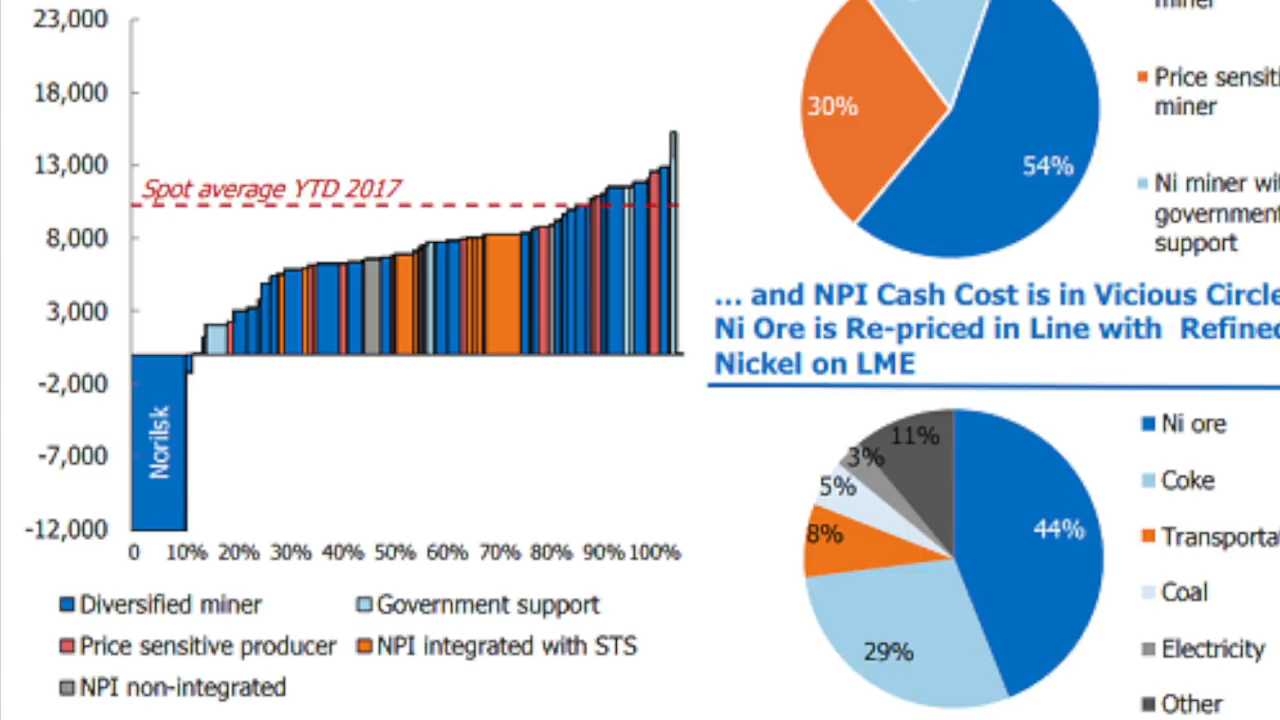 23,000
18,000
13,000
8,000
3,000
-2,000
-7,000
-12,000
Spot average YTD 2017
Norilsk
0 10% 20% 30% 40% 50% 60% 70% 80% 90% 100%
Diversified miner
Government support
Price sensitive producer
NPI integrated with STS
NPI non-integrated
30%
54%
miner
Price sensiti
miner
Ni miner wi
government
support
... and NPI Cash Cost is in Vicious Circle
Ni Ore is Re-priced in Line with Refined
Nickel on LME
11%
3%
5%
8%
29%
44%
Ni ore
Coke
Transporta
Coal
Electricity
Other